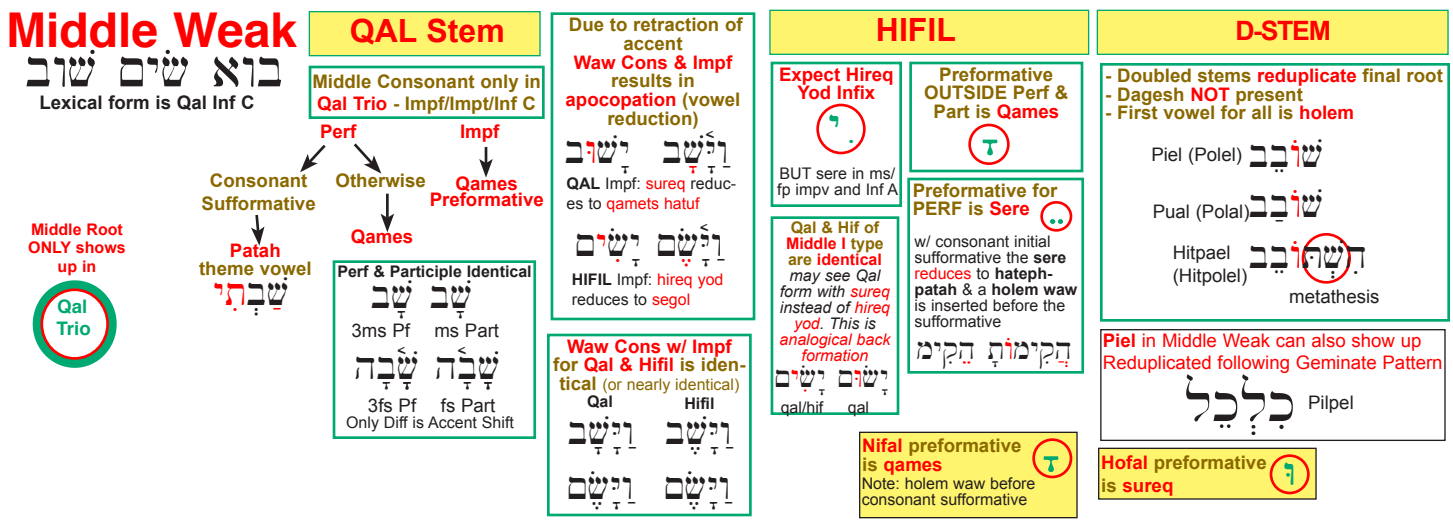 Middle Weak
בוא שׂים שׁוב
Lexical form is Qal Inf C
Middle Root
ONLY shows
up in
Qal
Trio
QAL Stem
Middle Consonant only in
Qal Trio - Impf/Impt/Inf C
Perf
Impf
Consonant
Sufformative
Otherwise
Qames
Preformative
Patah
theme vowel
שַׁבְתִּי
Qames
Perf & Participle Identical
שָׁב שָׁב
3ms Pf ms Part
שָׁ֫בָה שָׁבָ֫ה
3fs Pf fs Part
Only Diff is Accent Shift
Due to retraction of
accent
Waw Cons & Impf
results in
apocopation (vowel
reduction)
יָשׁוּב וַיָּ֫שָׁב
QAL Impf: sureq reduc-
es to qamets hatuf
יָשִׂים וַיָּ֫שֶׂם
HIFIL Impf: hireq yod
reduces to segol
Waw Cons w/ Impf
for Qal & Hifil is iden-
tical (or nearly identical)
Qal Hifil
וַיָּשָׁב וַיָּשֶׁב
וַיָּשֶׂם וַיָּשֶׂם
HIFIL
Expect Hireq
Yod Infix
BUT sere in ms/
fp impv and Inf A
Preformative
OUTSIDE Perf &
Part is Qames
Qal & Hif of
Middle I type
are identical
may see Qal
form with sureq
instead of hireq
yod. This is
analogical back
formation
יָשִׂים יָשׂוּם
qal/hif qal
Preformative for
PERF is Sere
w/ consonant initial
sufformative the sere
reduces to hateph-
patah & a holem waw
is inserted before the
sufformative
הֲקִימוֹתָ הֵקִימ
Nifal preformative
is qames
Note: holem waw before
consonant sufformative
D-STEM
- Doubled stems reduplicate final root
- Dagesh NOT present
- First vowel for all is holem
Piel (Polel) שׁוֹבֵב
Pual (Polal) שׁוֹבַב
Hitpael
(Hitpolel) הִשְׁתּוֹבֵב
metathesis
Piel in Middle Weak can also show up
Reduplicated following Geminate Pattern
כִּלְכֵּל Pilpel
Hofal preformative
is sureq